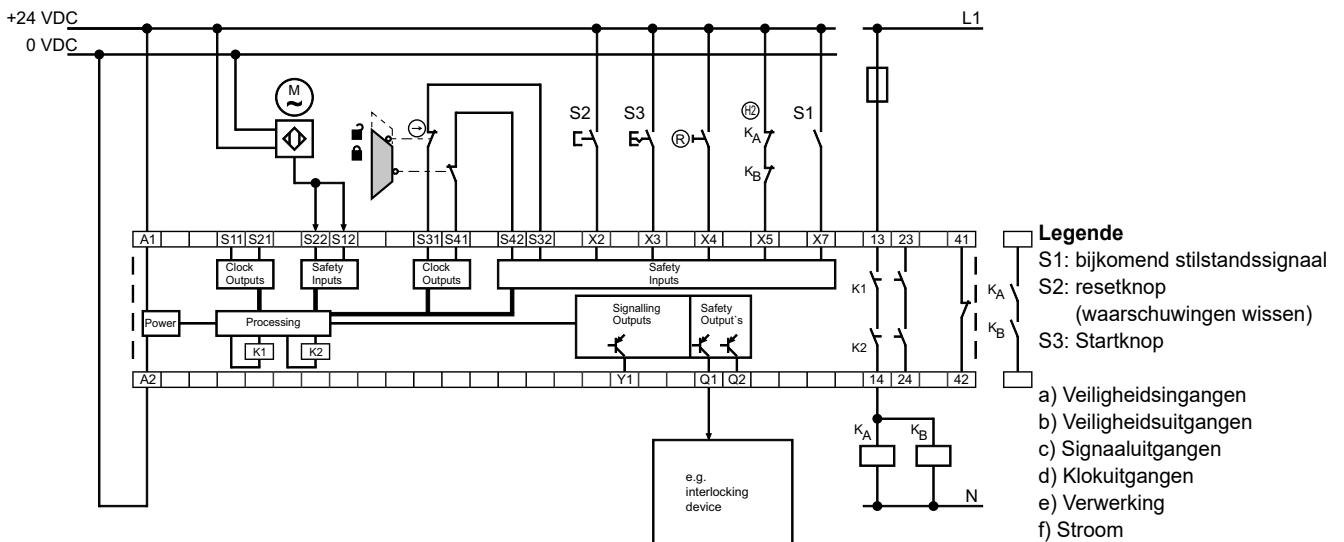 +24 VDC
L1
0 VDC
M
~
→
S2
S3
R
H2
KA
KB
S1
A1 S11 S21 S22 S12 S31 S41 S42 S32 X2 X3 X4 X5 X7 13 23 41
Clock Outputs
Safety Inputs
Clock Outputs
Safety Inputs
Power
Processing
K1
K2
Signalling Outputs
Safety Output`s
K1
K2
KA
KB
A2 Y1 Q1 Q2 14 24 42
KA
KB
e.g.
interlocking
device
N
Legende
S1: bijkomend stilstandssignaal
S2: resetknop
(waarschuwingen wissen)
S3: Startknop
a) Veiligheidsingangen
b) Veiligheidsuitgangen
c) Signaaluitgangen
d) Klokuitgangen
e) Verwerking
f) Stroom